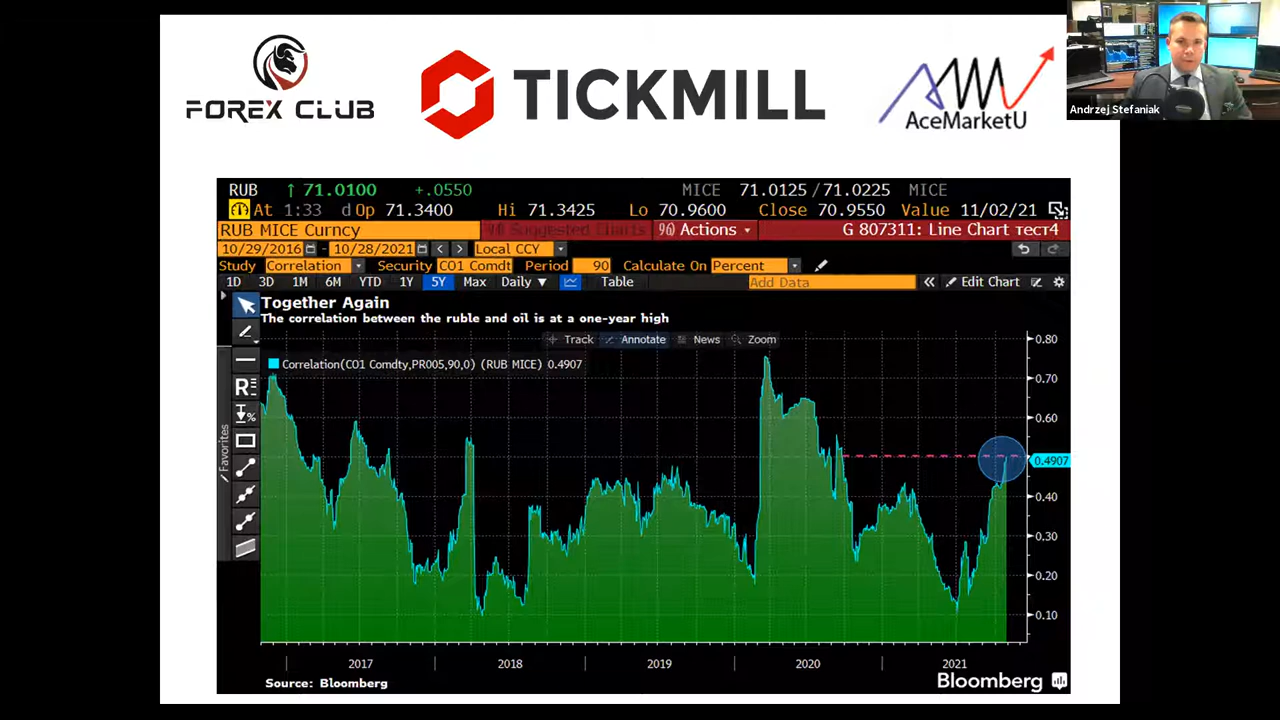 FOREX CLUB
TICKMILL
AceMarketU
Andrzej Stefaniak
RUB ↑ 71.0100 +.0550 MICE 71.0125/71.0225 MICE
At 1:33 d Op 71.3400 Hi 71.3425 Lo 70.9600 Close 70.9550 Value 11/02/21
RUB MICE Curncy 90 Suggested Charts 90 Actions G 807311: Line Chart тест4
10/29/2016 - 10/28/2021 < > Local CCY
Study Correlation Security CO1 Comdt Period 90 Calculate On Percent
1D 3D 1M 6M YTD 1Y 5Y Max Daily ▼ Table Add Data « Edit Chart
Together Again
The correlation between the ruble and oil is at a one-year high
Track Annotate News Zoom
Correlation(CO1 Comdty,PR005,90,0) (RUB MICE) 0.4907
Favorites
R
%
0.80
0.70
0.60
0.4907
0.40
0.30
0.20
0.10
2017 2018 2019 2020 2021
Source: Bloomberg
Bloomberg